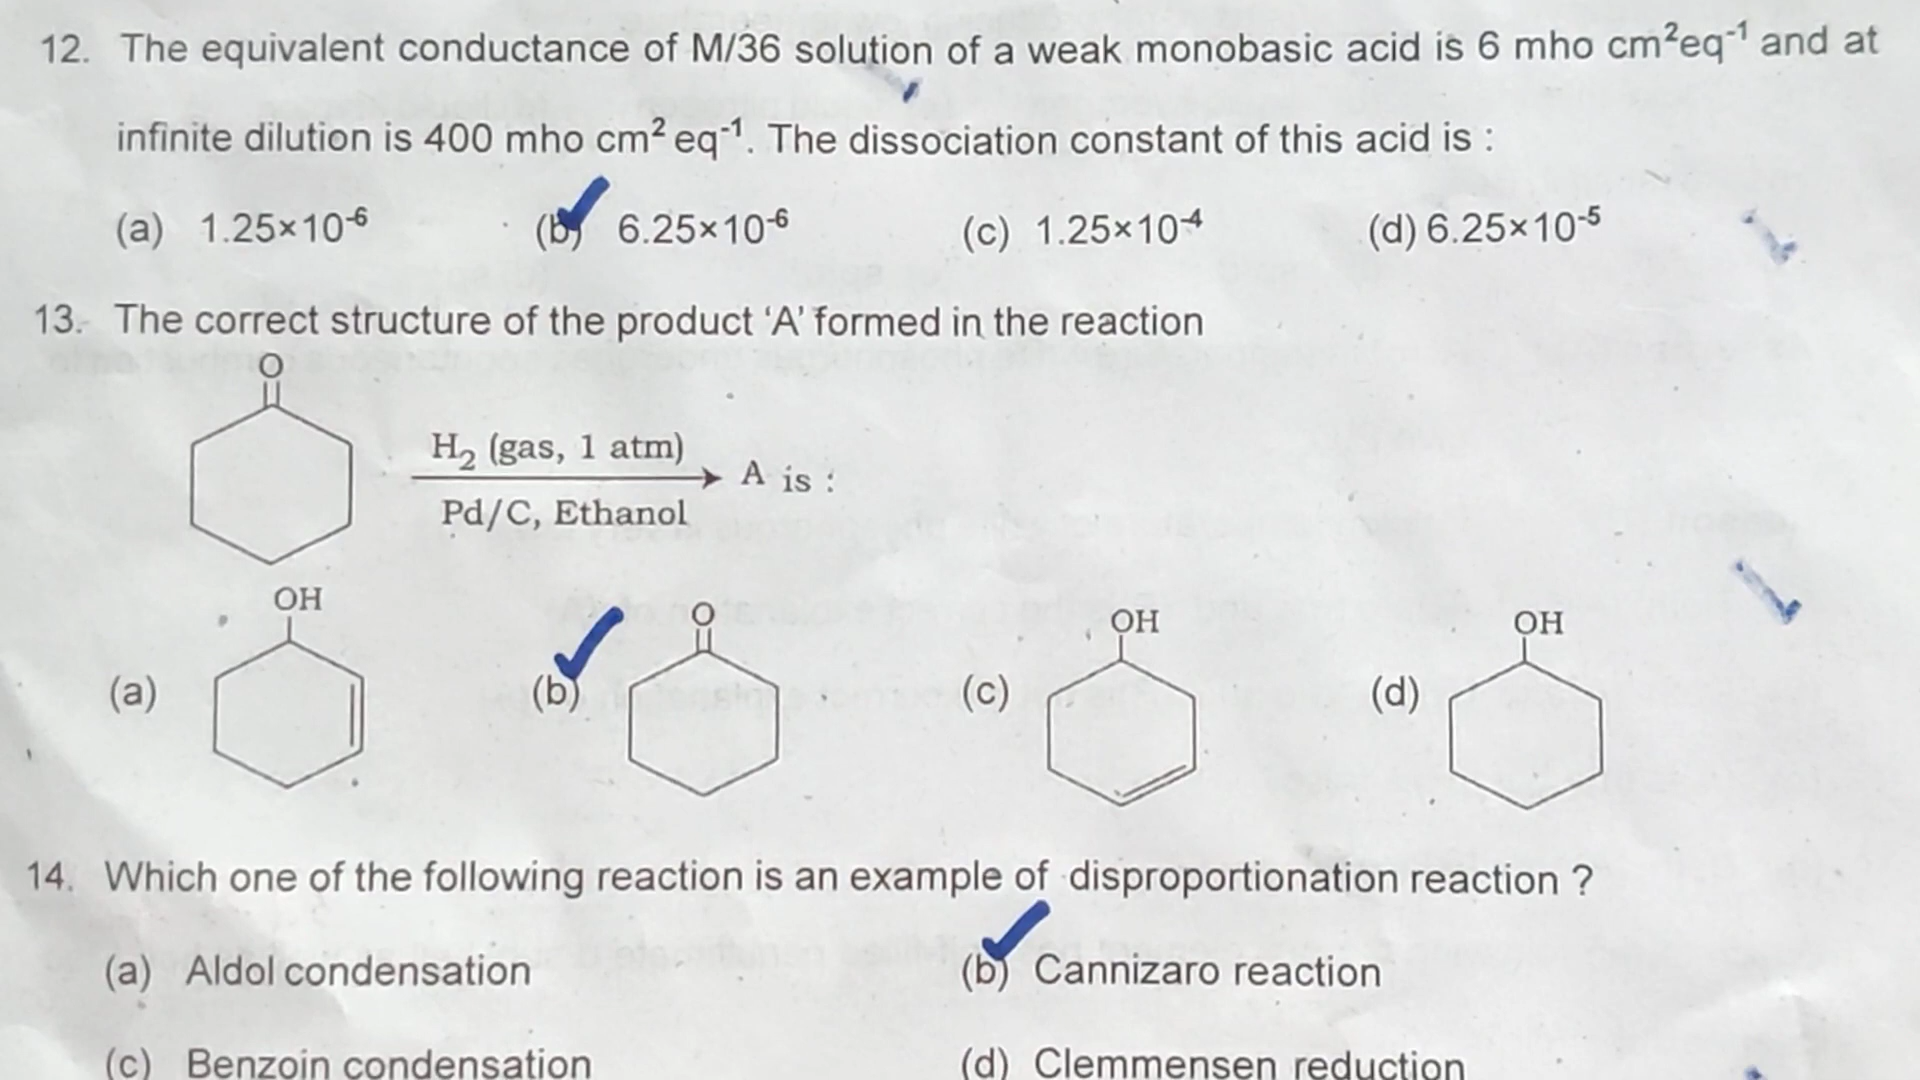 12. The equivalent conductance of M/36 solution of a weak monobasic acid is 6 mho cm²eq⁻¹ and at
infinite dilution is 400 mho cm² eq⁻¹. The dissociation constant of this acid is :
(a) 1.25×10⁻⁶ (b) 6.25×10⁻⁶ (c) 1.25×10⁻⁴ (d) 6.25×10⁻⁵
13. The correct structure of the product ‘A’ formed in the reaction
O
H₂ (gas, 1 atm)
A is :
Pd/C, Ethanol
OH O OH OH
(a) (b) (c) (d)
14. Which one of the following reaction is an example of disproportionation reaction ?
(a) Aldol condensation (b) Cannizaro reaction
(c) Benzoin condensation (d) Clemmensen reduction